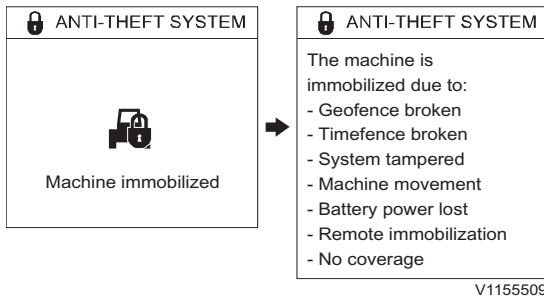 ANTI-THEFT SYSTEM
Machine immobilized
ANTI-THEFT SYSTEM
The machine is
immobilized due to:
- Geofence broken
- Timefence broken
- System tampered
- Machine movement
- Battery power lost
- Remote immobilization
- No coverage
V1155509